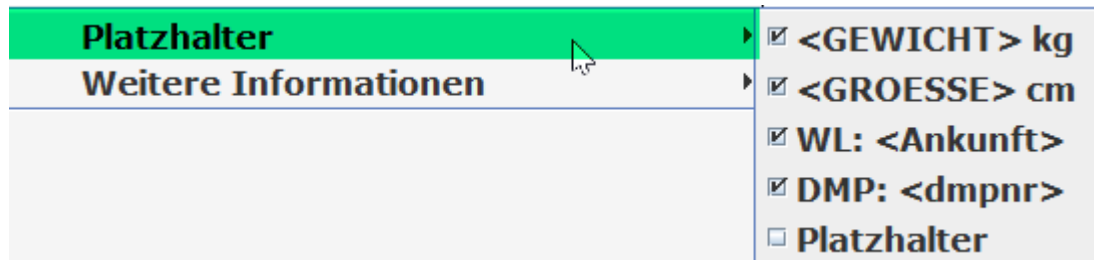 Platzhalter
Weitere Informationen
<GEWICHT> kg
<GROESSE> cm
WL: <Ankunft>
DMP: <dmpnr>
Platzhalter